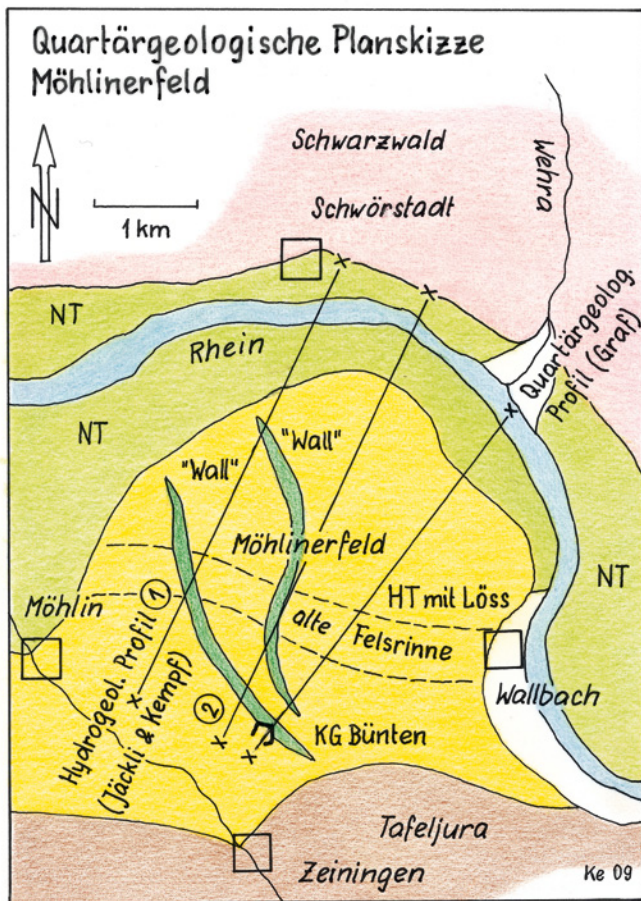 Quartärgeologische Planskizze
Möhlinerfeld
N
1 km
Schwarzwald
Schwörstadt
Wehra
NT
Rhein
Quartärgeolog.
Profil (Graf)
NT
"Wall"
"Wall"
Möhlinerfeld
NT
HT mit Löss
Möhlin
alte Felsrinne
Wallbach
Hydrogeol. Profil 1
(Jäckli & Kempf)
2
KG Bünten
Tafeljura
Zeiningen
Ke 09